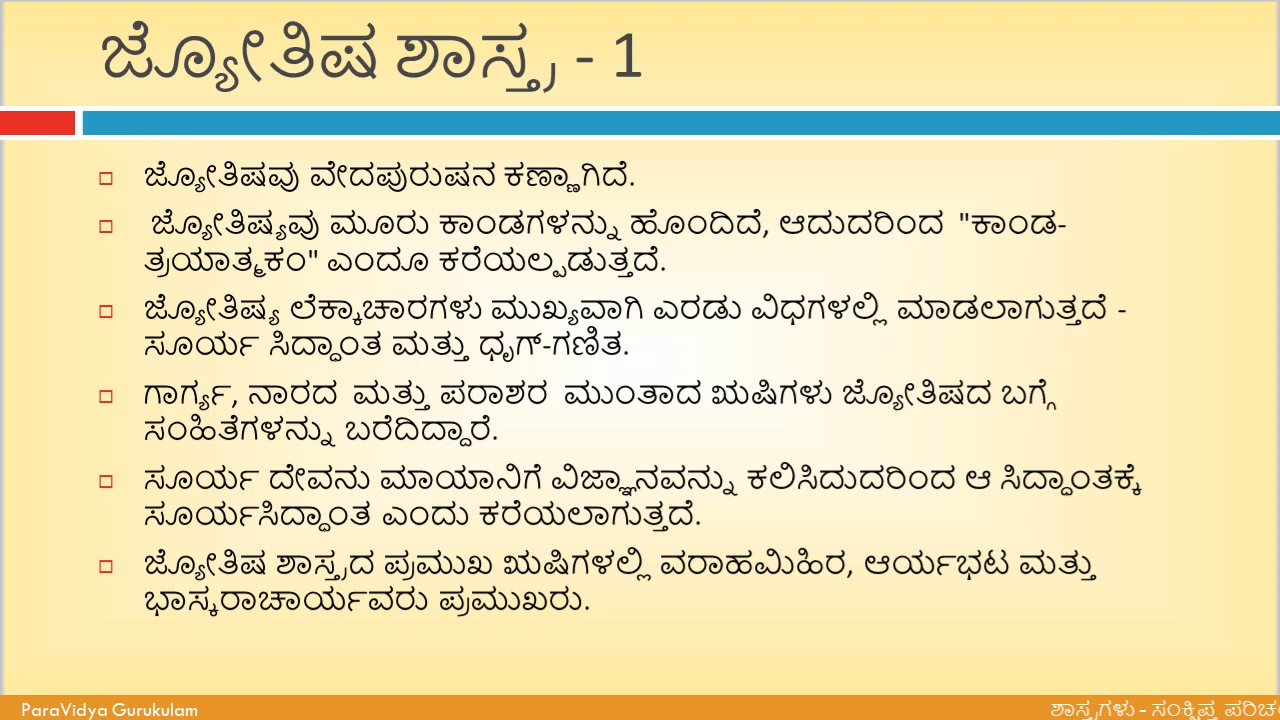 ಜ್ಯೋತಿಷ ಶಾಸ್ತ್ರ - 1
ಜ್ಯೋತಿಷವು ವೇದಪುರುಷನ ಕಣ್ಣಾಗಿದೆ.
ಜ್ಯೋತಿಷ್ಯವು ಮೂರು ಕಾಂಡಗಳನ್ನು ಹೊಂದಿದೆ, ಆದುದರಿಂದ "ಕಾಂಡ-
ತ್ರಯಾತ್ಮಕಂ" ಎಂದೂ ಕರೆಯಲ್ಪಡುತ್ತದೆ.
ಜ್ಯೋತಿಷ್ಯ ಲೆಕ್ಕಾಚಾರಗಳು ಮುಖ್ಯವಾಗಿ ಎರಡು ವಿಧಗಳಲ್ಲಿ ಮಾಡಲಾಗುತ್ತದೆ -
ಸೂರ್ಯ ಸಿದ್ಧಾಂತ ಮತ್ತು ಧೃಗ್-ಗಣಿತ.
ಗಾರ್ಗ್ಯ, ನಾರದ ಮತ್ತು ಪರಾಶರ ಮುಂತಾದ ಋಷಿಗಳು ಜ್ಯೋತಿಷದ ಬಗ್ಗೆ
ಸಂಹಿತೆಗಳನ್ನು ಬರೆದಿದ್ದಾರೆ.
ಸೂರ್ಯ ದೇವನು ಮಾಯಾನಿಗೆ ವಿಜ್ಞಾನವನ್ನು ಕಲಿಸಿದುದರಿಂದ ಆ ಸಿದ್ಧಾಂತಕ್ಕೆ
ಸೂರ್ಯಸಿದ್ಧಾಂತ ಎಂದು ಕರೆಯಲಾಗುತ್ತದೆ.
ಜ್ಯೋತಿಷ ಶಾಸ್ತ್ರದ ಪ್ರಮುಖ ಋಷಿಗಳಲ್ಲಿ ವರಾಹಮಿಹಿರ, ಆರ್ಯಭಟ ಮತ್ತು
ಭಾಸ್ಕರಾಚಾರ್ಯವರು ಪ್ರಮುಖರು.
ParaVidya Gurukulam
ಶಾಸ್ತ್ರಗಳು - ಸಂಕ್ಷಿಪ್ತ